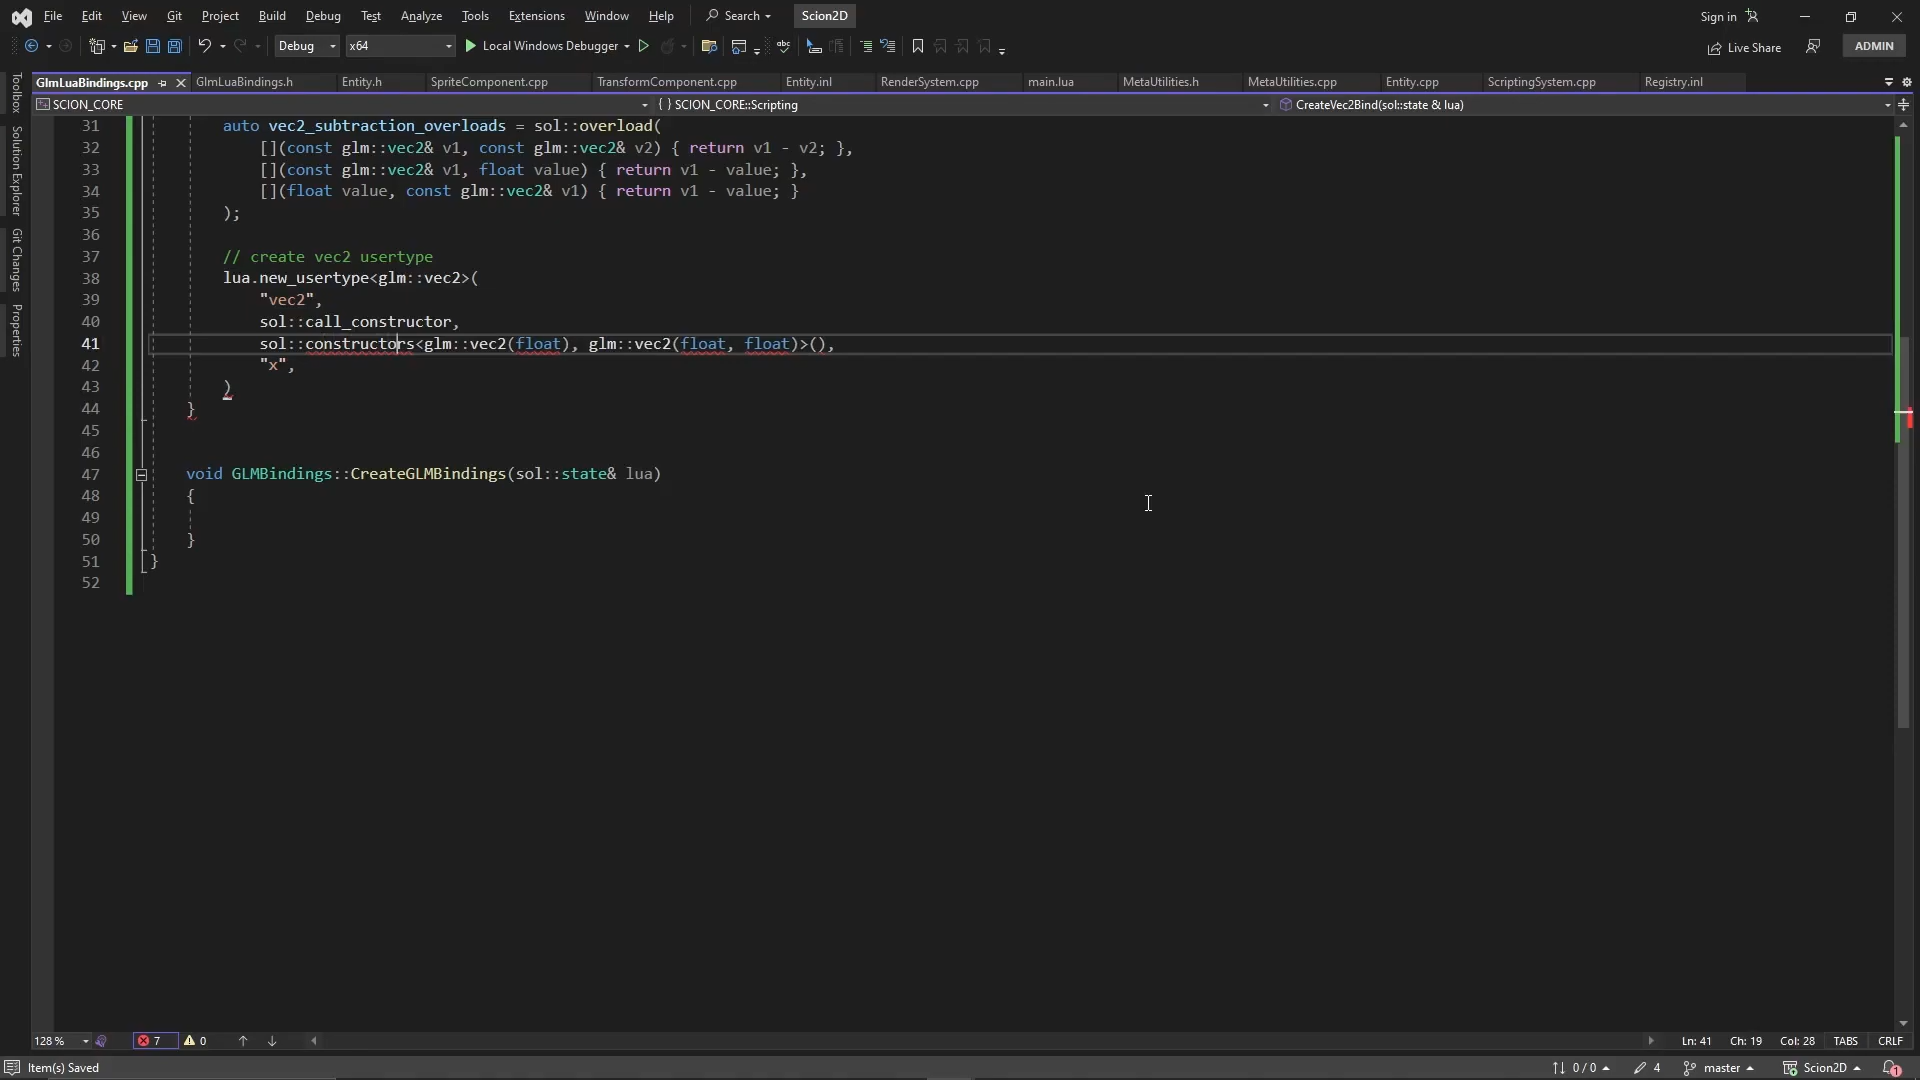 File Edit View Git Project Build Debug Test Analyze Tools Extensions Window Help Search Scion2D Sign in
Debug x64 Local Windows Debugger abc Live Share ADMIN
GlmLuaBindings.cpp GlmLuaBindings.h Entity.h SpriteComponent.cpp TransformComponent.cpp Entity.inl RenderSystem.cpp main.lua MetaUtilities.h MetaUtilities.cpp Entity.cpp ScriptingSystem.cpp Registry.inl
SCION_CORE { } SCION_CORE::Scripting CreateVec2Bind(sol::state & lua)
Toolbox
Solution Explorer
Git Changes
Properties
31 auto vec2_subtraction_overloads = sol::overload(
32 [](const glm::vec2& v1, const glm::vec2& v2) { return v1 - v2; },
33 [](const glm::vec2& v1, float value) { return v1 - value; },
34 [](float value, const glm::vec2& v1) { return v1 - value; }
35 );
36
37 // create vec2 usertype
38 lua.new_usertype<glm::vec2>(
39 "vec2",
40 sol::call_constructor,
41 sol::constructors<glm::vec2(float), glm::vec2(float, float)>(),
42 "x",
43 )
44 }
45
46
47 void GLMBindings::CreateGLMBindings(sol::state& lua)
48 {
49
50 }
51 }
52
128 % 7 0 Ln: 41 Ch: 19 Col: 28 TABS CRLF
Item(s) Saved 0 / 0 4 master Scion2D 1